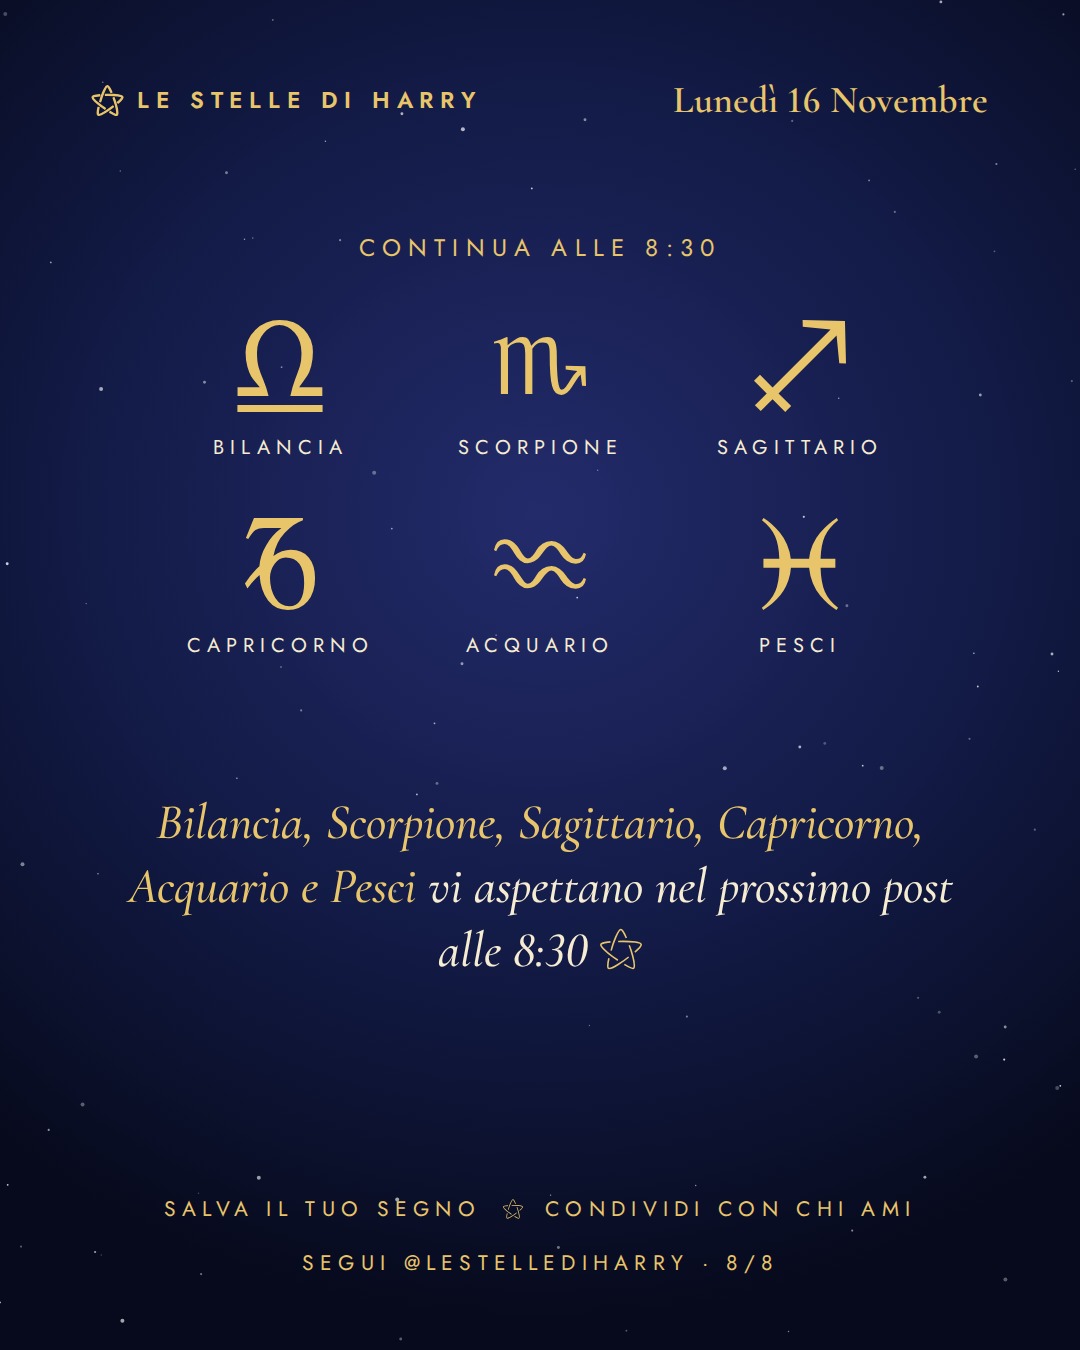 LE STELLE DI HARRY
Lunedì 16 Novembre
CONTINUA ALLE 8:30
BILANCIA
SCORPIONE
SAGITTARIO
CAPRICORNO
ACQUARIO
PESCI
Bilancia, Scorpione, Sagittario, Capricorno,
Acquario e Pesci vi aspettano nel prossimo post
alle 8:30
SALVA IL TUO SEGNO CONDIVIDI CON CHI AMI
SEGUI @LESTELLEDIHARRY · 8/8